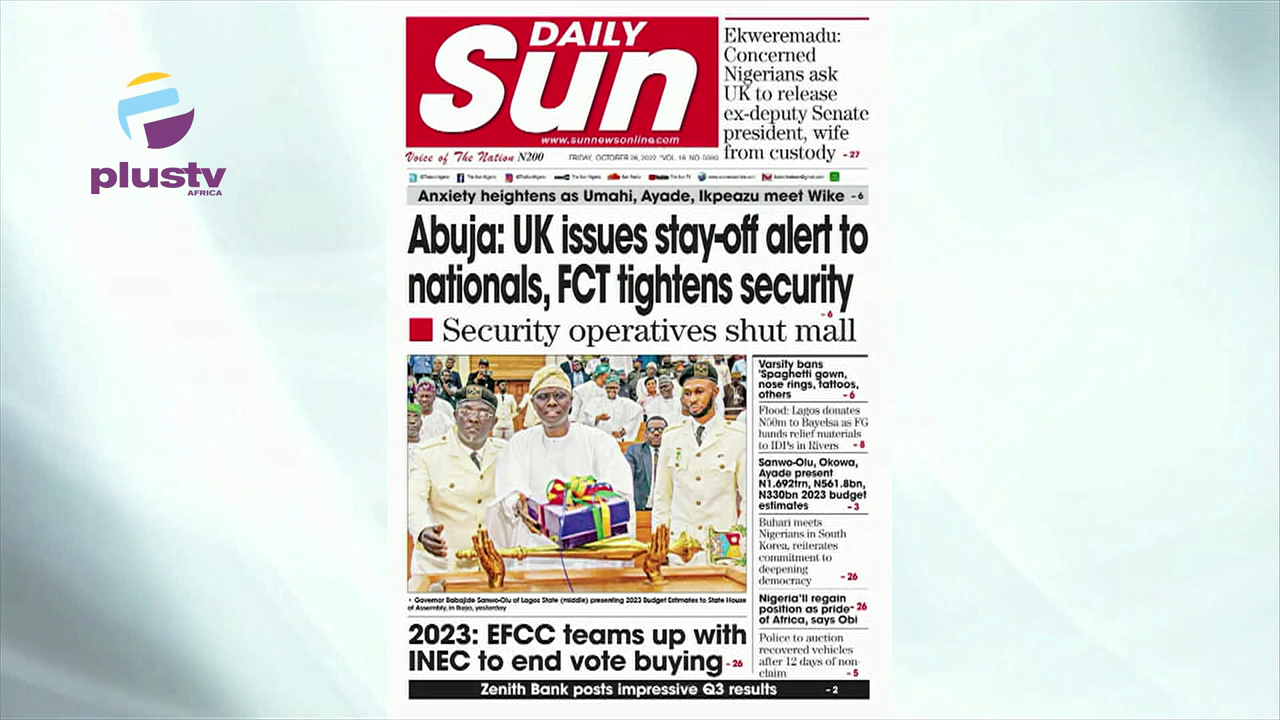 plustv
AFRICA
DAILY
Sun
www.sunnewsonline.com
Voice of The Nation N200
FRIDAY, OCTOBER 28, 2022 VOL. 18 NO
Ekweremadu:
Concerned
Nigerians ask
UK to release
ex-deputy Senate
president, wife
from custody - 27
Anxiety heightens as Umahi, Ayade, Ikpeazu meet Wike - 6
Abuja: UK issues stay-off alert to
nationals, FCT tightens security
- 6
Security operatives shut mall
Varsity bans
'Spaghetti gown,
nose rings, tattoos,
others - 6
Flood: Lagos donates
N50m to Bayelsa as FG
hands relief materials
to IDPs in Rivers - 8
Sanwo-Olu, Okowa,
Ayade present
N1.692trn, N561.8bn,
N330bn 2023 budget
estimates - 3
Buhari meets
Nigerians in South
Korea, reiterates
commitment to
deepening
democracy - 26
Nigeria'll regain
position as pride - 26
of Africa, says Obi
Police to auction
recovered vehicles
after 12 days of non-
claim - 5
• Governor Babajide Sanwo-Olu of Lagos State (middle) presenting 2023 Budget Estimates to State House
of Assembly, in Ikeja, yesterday
2023: EFCC teams up with
INEC to end vote buying - 26
Zenith Bank posts impressive Q3 results - 2